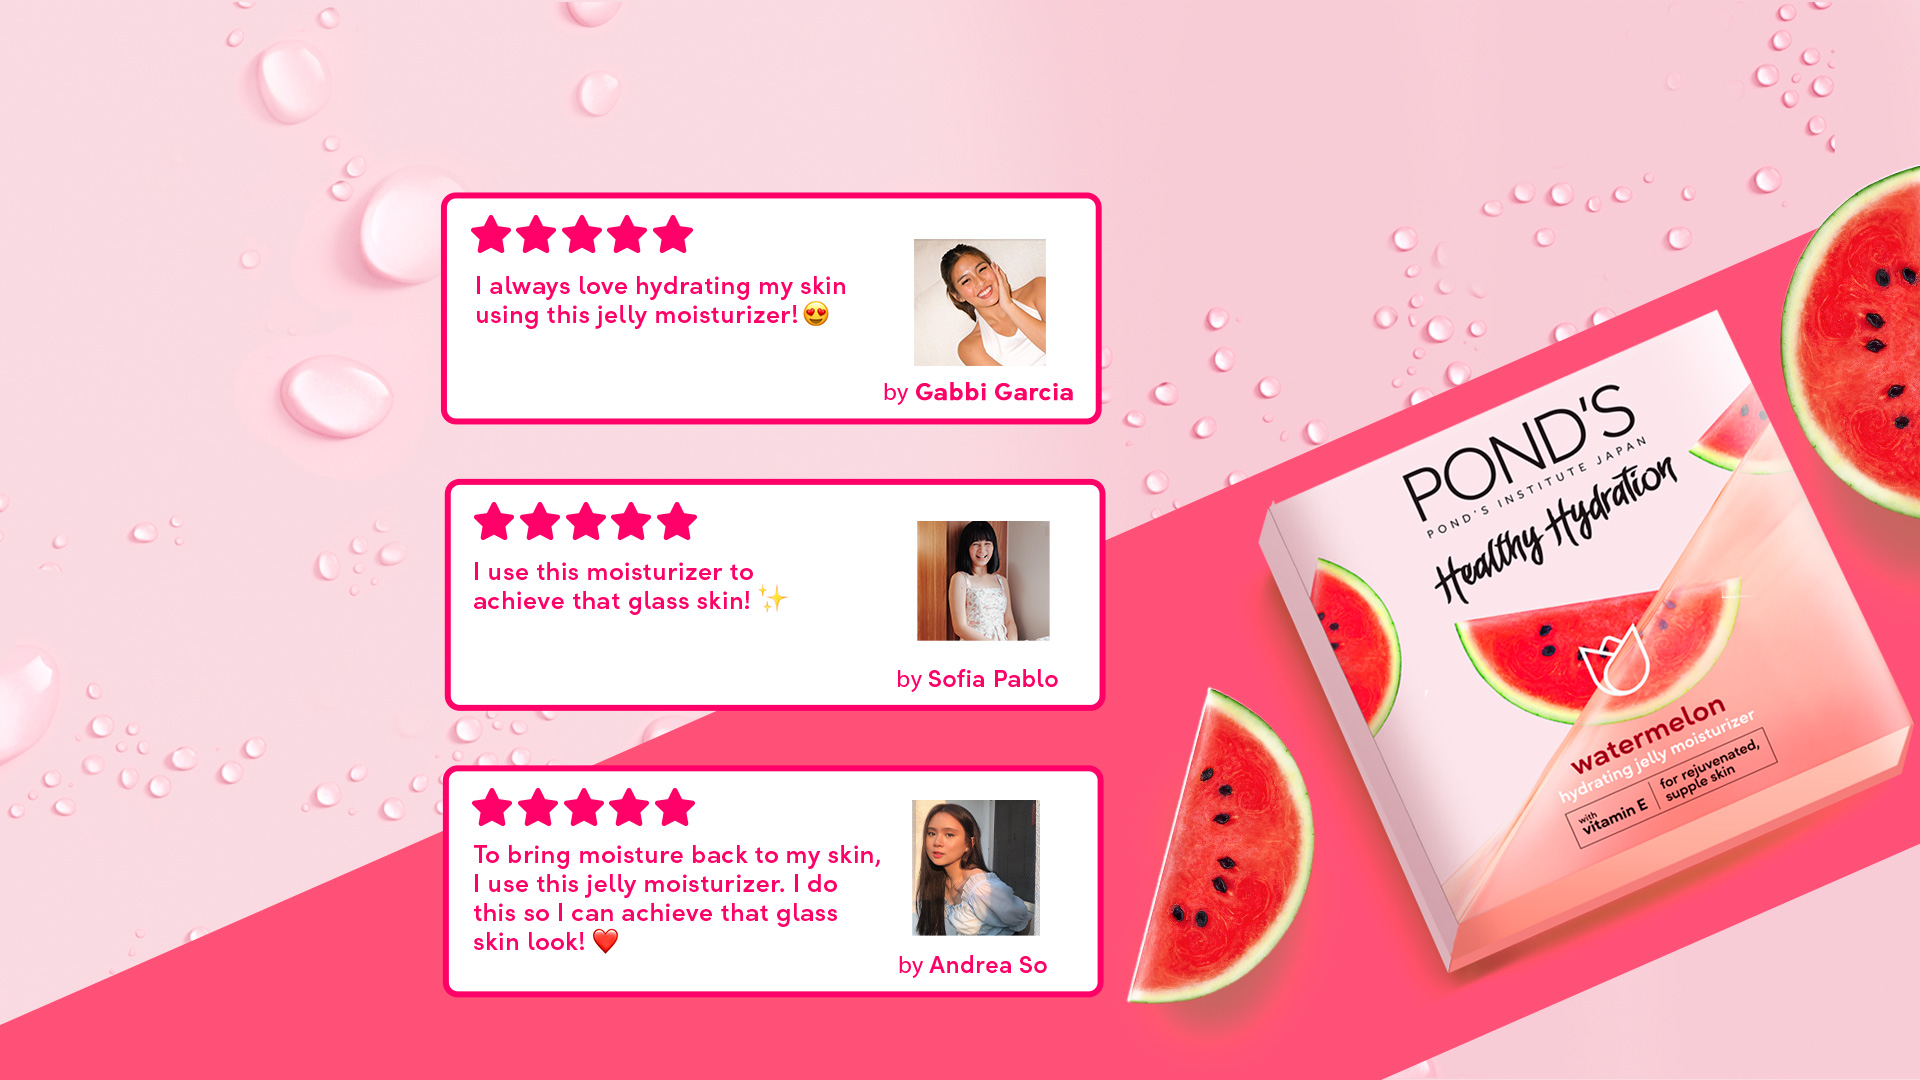 I always love hydrating my skin
using this jelly moisturizer! 😍
by Gabbi Garcia
I use this moisturizer to
achieve that glass skin! ✨
by Sofia Pablo
To bring moisture back to my skin,
I use this jelly moisturizer. I do
this so I can achieve that glass
skin look! ❤️
by Andrea So
POND'S
POND'S INSTITUTE JAPAN
Healthy Hydration
watermelon
hydrating jelly moisturizer
with
vitamin E
for rejuvenated,
supple skin